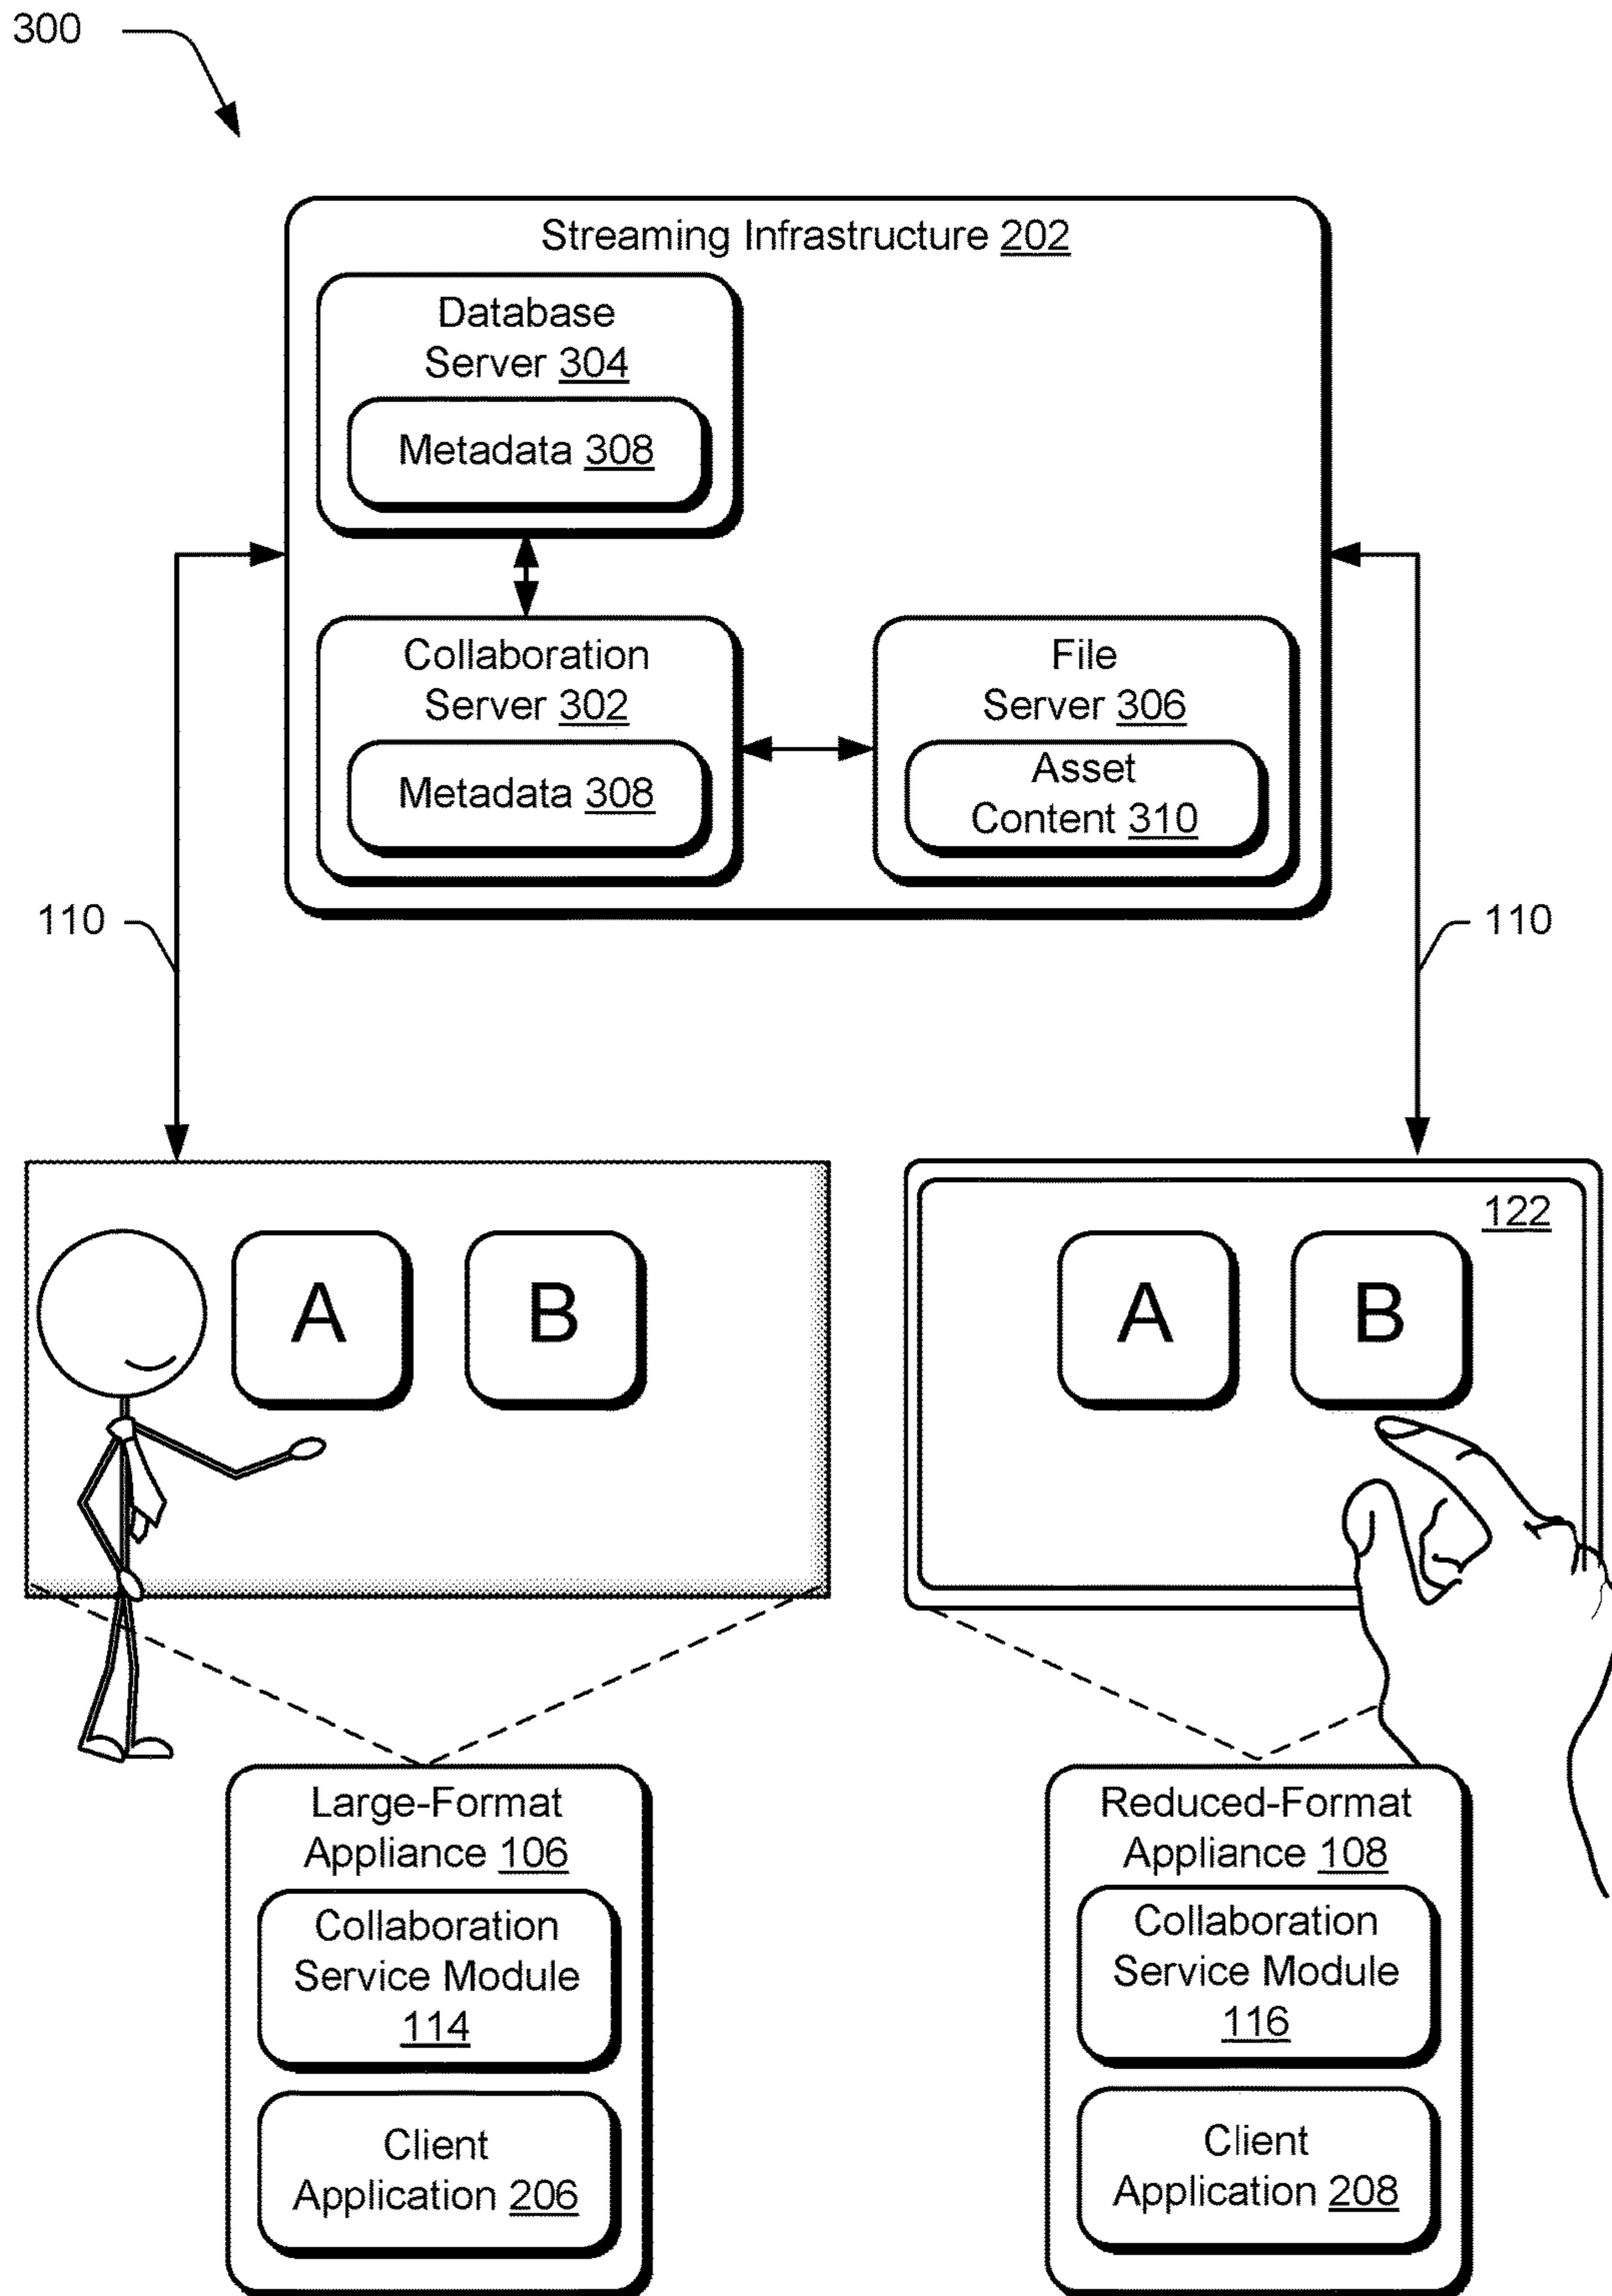 300
Streaming Infrastructure 202
Database
Server 304
Metadata 308
Collaboration
Server 302
Metadata 308
File
Server 306
Asset
Content 310
110
110
122
A
B
A
B
Large-Format
Appliance 106
Collaboration
Service Module
114
Client
Application 206
Reduced-Format
Appliance 108
Collaboration
Service Module
116
Client
Application 208